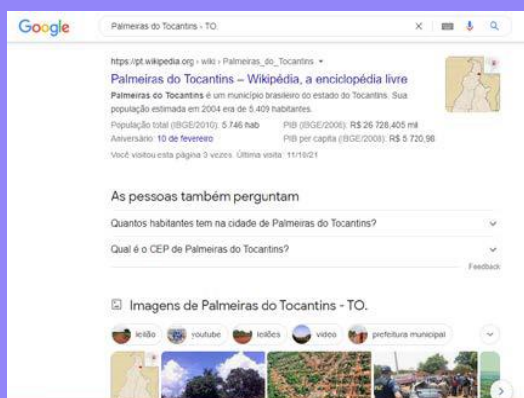 Google
Palmeiras do Tocantins - TO.
https://pt.wikipedia.org › wiki › Palmeiras_do_Tocantins
Palmeiras do Tocantins – Wikipédia, a enciclopédia livre
Palmeiras do Tocantins é um município brasileiro do estado do Tocantins. Sua
população estimada em 2004 era de 5.409 habitantes.
População total (IBGE/2010): 5 746 hab PIB (IBGE/2008): R$ 26 728,405 mil
Aniversário: 10 de fevereiro PIB per capita (IBGE/2008): R$ 5 720,98
Você visitou esta página 3 vezes. Última visita: 11/10/21
As pessoas também perguntam
Quantos habitantes tem na cidade de Palmeiras do Tocantins?
Qual é o CEP de Palmeiras do Tocantins?
Feedback
Imagens de Palmeiras do Tocantins - TO.
leilão youtube leilões video prefeitura municipal